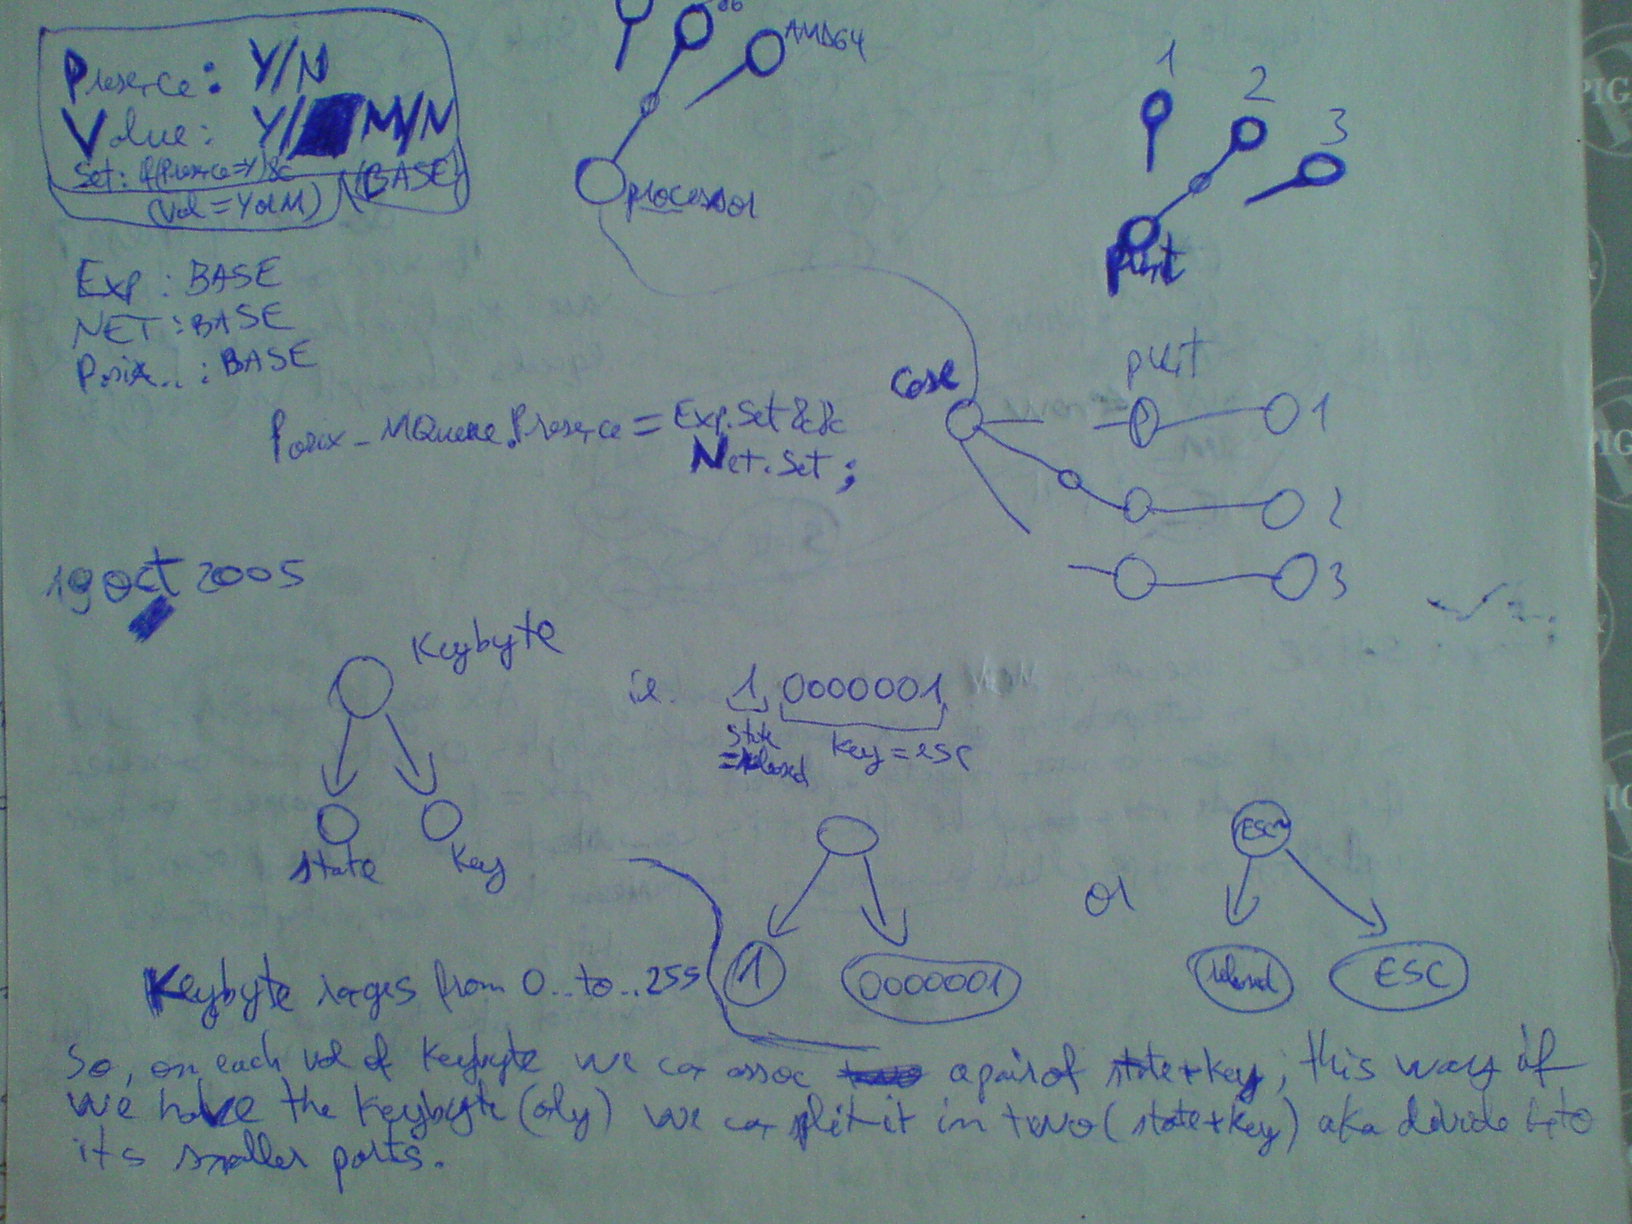 Presence: Y/N
Value: Y/M/N
Set: if(Presence=Y)&&
(Val=Y or M)
(BASE)
86
AMD64
processor
1
2
3
print
Exp: BASE
NET: BASE
Posix..: BASE
Posix_MQueue.Presence = Exp.Set &&
Net.Set;
Case
print
1
2
3
19 oct 2005
Keybyte
state
key
i.e. 1 0000001
state
=released
key=esc
1
0000001
or
ESC~
released
ESC
Keybyte ranges from 0..to..255
So, on each val of Keybyte we can assoc a pair of state+key; this way if
we have the keybyte (only) we can split it in two (state+key) aka divide into
its smaller parts.